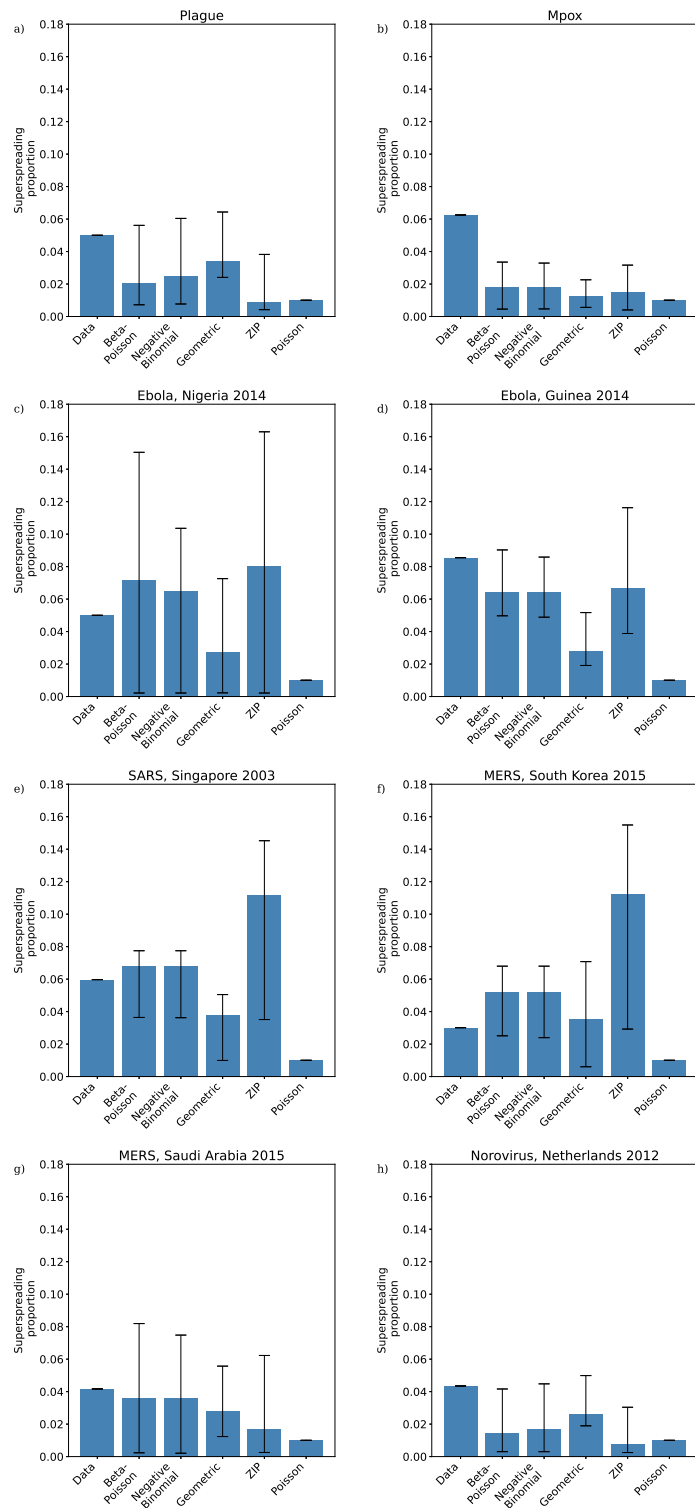 Plague
a)
0.18
0.16
0.14
0.12
0.10
0.08
0.06
0.04
0.02
0.00
Superspreading
proportion
Data
Beta-
Poisson
Negative
Binomial
Geometric
ZIP
Poisson
Mpox
b)
0.18
0.16
0.14
0.12
0.10
0.08
0.06
0.04
0.02
0.00
Superspreading
proportion
Data
Beta-
Poisson
Negative
Binomial
Geometric
ZIP
Poisson
Ebola, Nigeria 2014
c)
0.18
0.16
0.14
0.12
0.10
0.08
0.06
0.04
0.02
0.00
Superspreading
proportion
Data
Beta-
Poisson
Negative
Binomial
Geometric
ZIP
Poisson
Ebola, Guinea 2014
d)
0.18
0.16
0.14
0.12
0.10
0.08
0.06
0.04
0.02
0.00
Superspreading
proportion
Data
Beta-
Poisson
Negative
Binomial
Geometric
ZIP
Poisson
SARS, Singapore 2003
e)
0.18
0.16
0.14
0.12
0.10
0.08
0.06
0.04
0.02
0.00
Superspreading
proportion
Data
Beta-
Poisson
Negative
Binomial
Geometric
ZIP
Poisson
MERS, South Korea 2015
f)
0.18
0.16
0.14
0.12
0.10
0.08
0.06
0.04
0.02
0.00
Superspreading
proportion
Data
Beta-
Poisson
Negative
Binomial
Geometric
ZIP
Poisson
MERS, Saudi Arabia 2015
g)
0.18
0.16
0.14
0.12
0.10
0.08
0.06
0.04
0.02
0.00
Superspreading
proportion
Data
Beta-
Poisson
Negative
Binomial
Geometric
ZIP
Poisson
Norovirus, Netherlands 2012
h)
0.18
0.16
0.14
0.12
0.10
0.08
0.06
0.04
0.02
0.00
Superspreading
proportion
Data
Beta-
Poisson
Negative
Binomial
Geometric
ZIP
Poisson